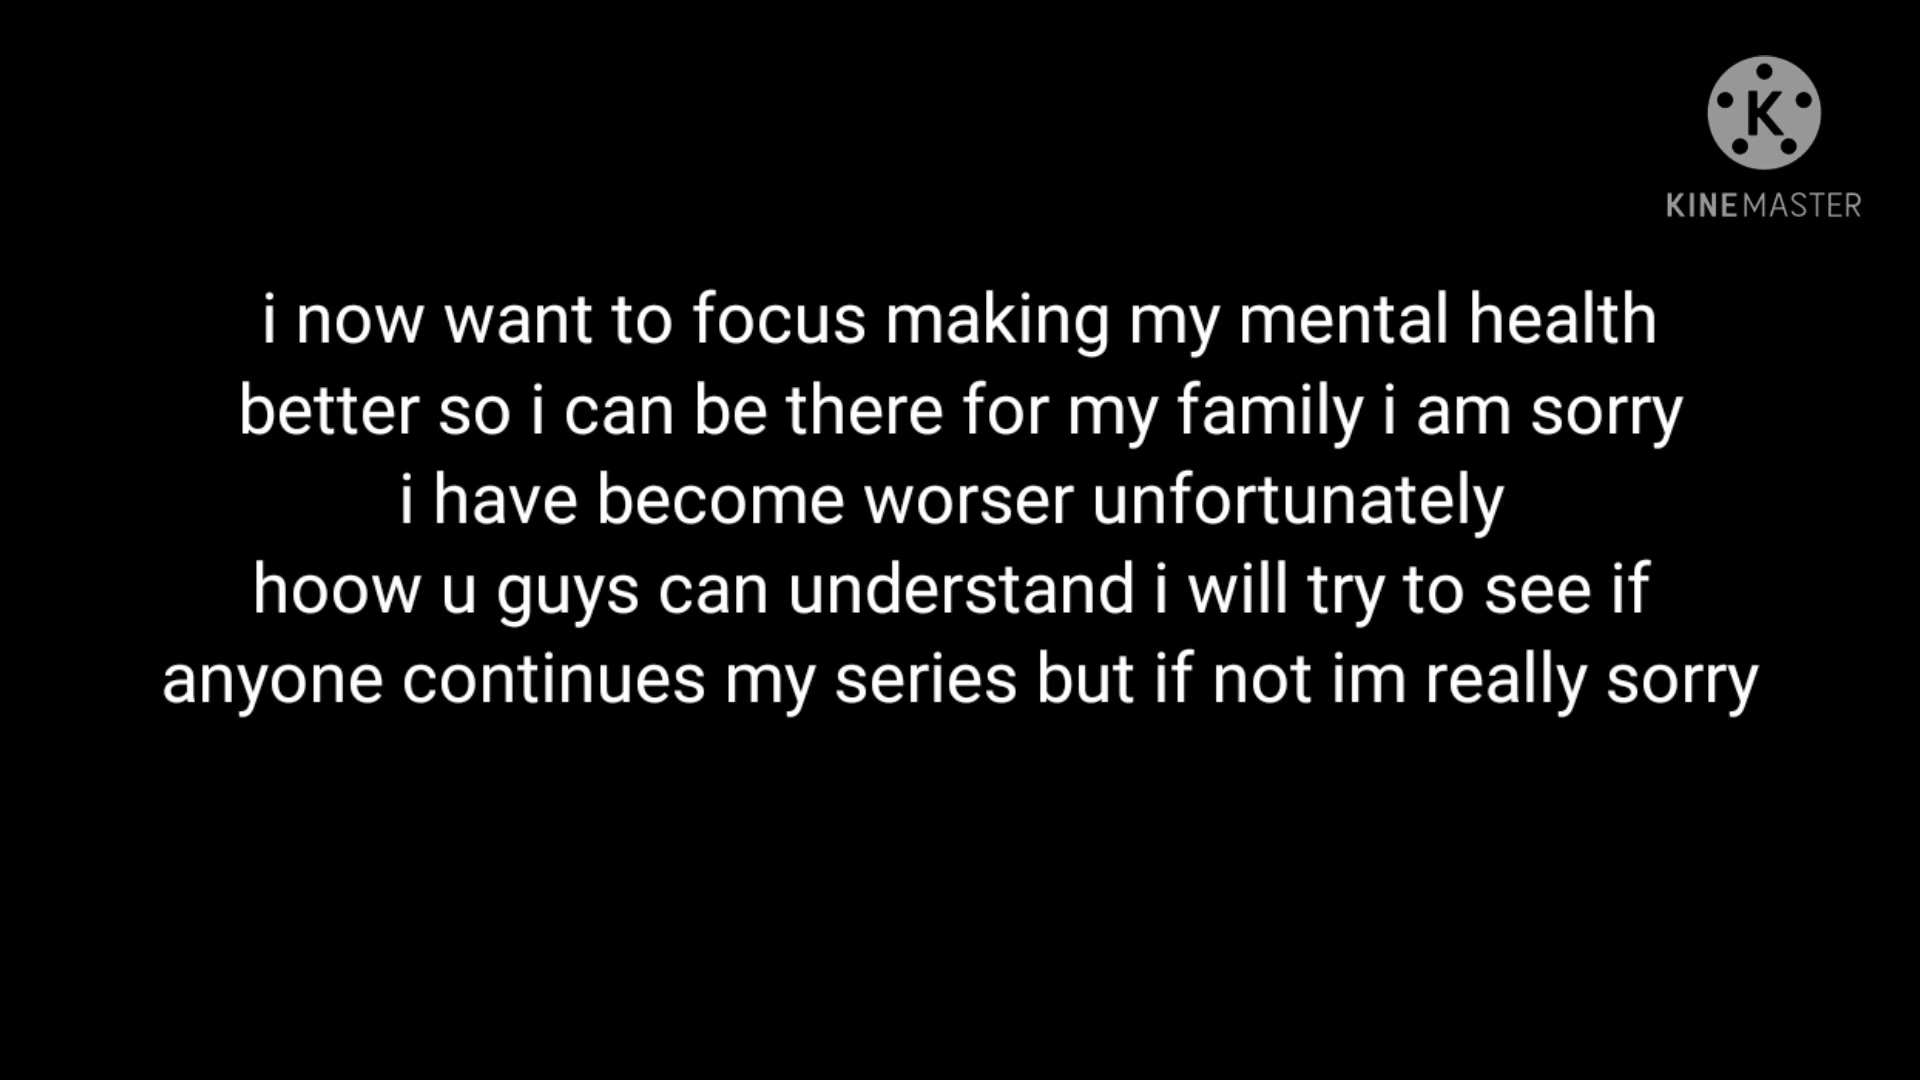 K
KINEMASTER
i now want to focus making my mental health
better so i can be there for my family i am sorry
i have become worser unfortunately
hoow u guys can understand i will try to see if
anyone continues my series but if not im really sorry